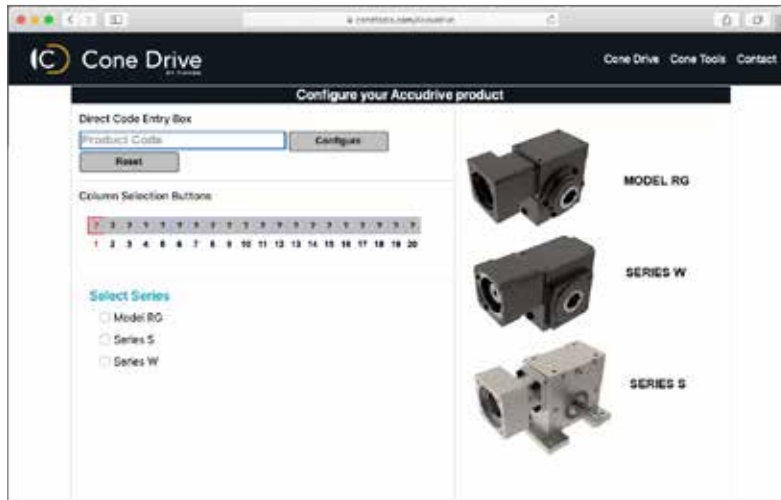 Cone Drive
BY TIMKEN
Cone Drive Cone Tools Contact
Configure your Accudrive product
Direct Code Entry Box
Product Code
Configure
Reset
Column Selection Buttons
? ? ? ? ? ? ? ? ? ? ? ? ? ? ? ? ? ? ? ?
1 2 3 4 5 6 7 8 9 10 11 12 13 14 15 16 17 18 19 20
Select Series
Model RG
Series S
Series W
MODEL RG
SERIES W
SERIES S